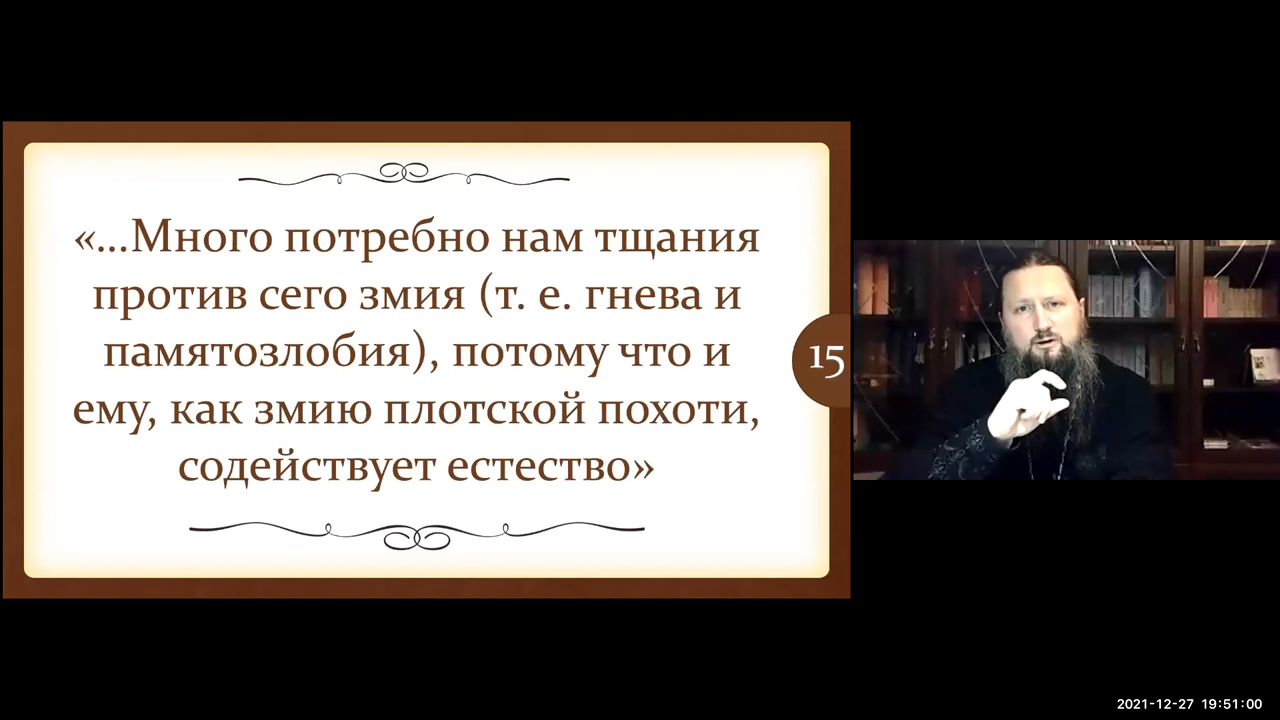 «...Много потребно нам тщания
против сего змия (т. е. гнева и
памятозлобия), потому что и
ему, как змию плотской похоти,
содействует естество»
15
2021-12-27 19:51:00